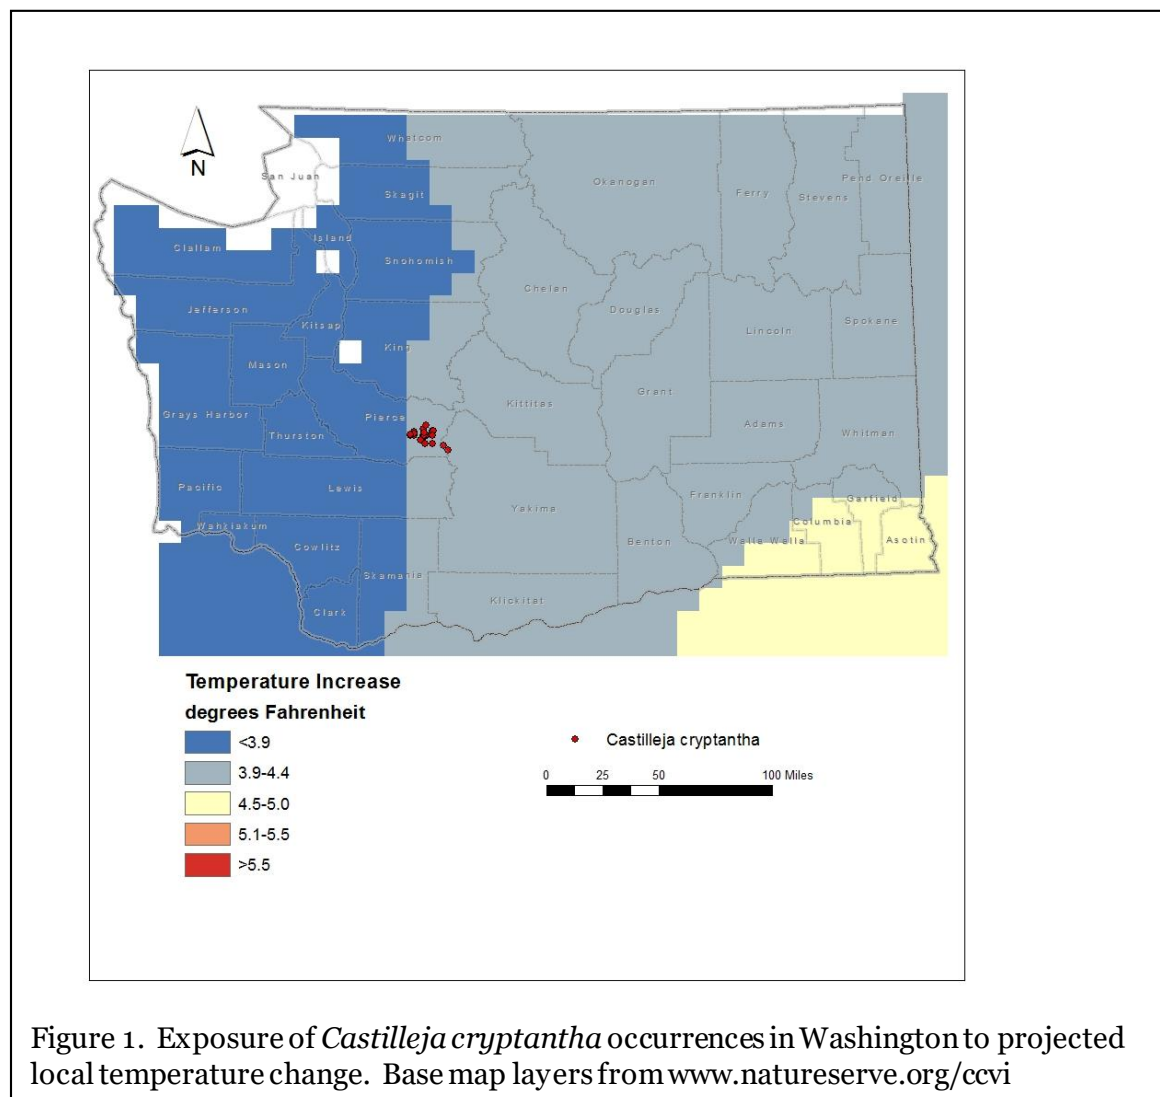 N
Whatcom
San Juan
Skagit
Okanogan
Ferry
Stevens
Pend Oreille
Clallam
Island
Snohomish
Chelan
Jefferson
Kitsap
Douglas
Lincoln
Spokane
Mason
King
Grays Harbor
Thurston
Pierce
Kittitas
Grant
Adams
Whitman
Pacific
Lewis
Yakima
Franklin
Garfield
Columbia
Wahkiakum
Cowlitz
Skamania
Benton
Walla Walla
Asotin
Clark
Klickitat
Temperature Increase
degrees Fahrenheit
<3.9
3.9-4.4
4.5-5.0
5.1-5.5
>5.5
Castilleja cryptantha
0 25 50 100 Miles
Figure 1. Exposure of Castilleja cryptantha occurrences in Washington to projected
local temperature change. Base map layers from www.natureserve.org/ccvi